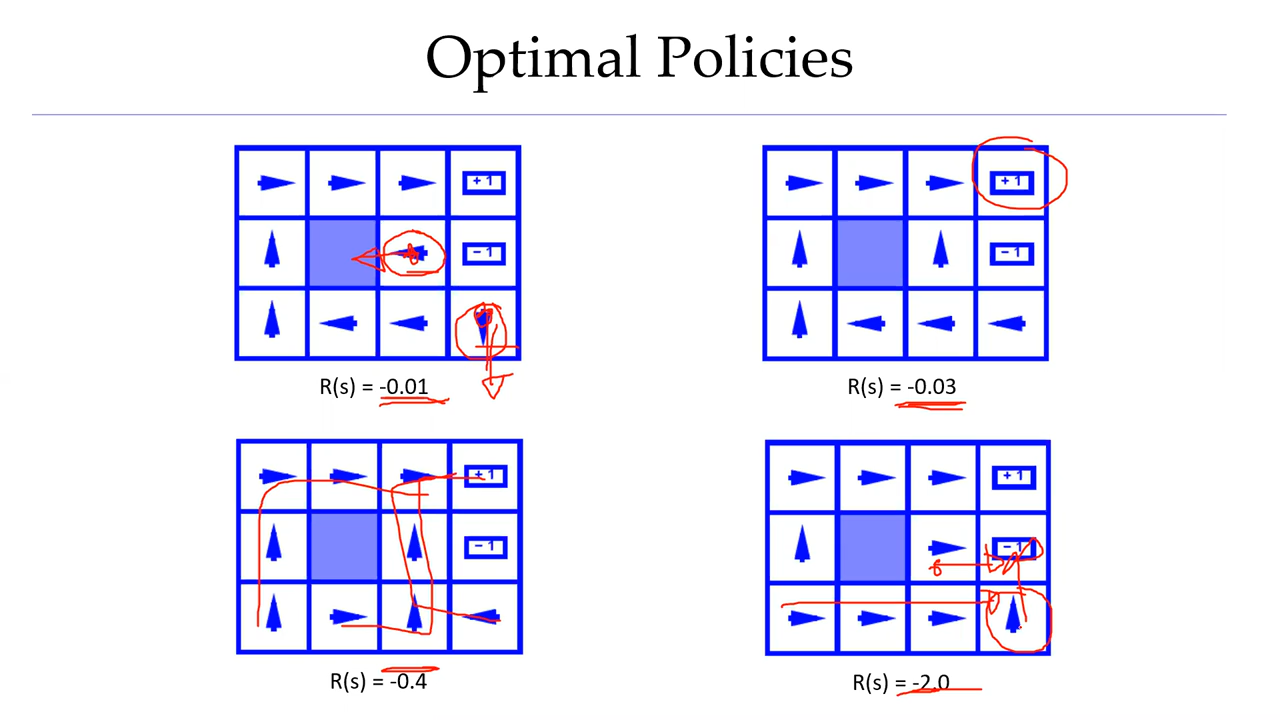 Optimal Policies
+ 1
- 1
R(s) = -0.01
+ 1
- 1
R(s) = -0.03
+ 1
- 1
R(s) = -0.4
+ 1
- 1
R(s) = -2.0